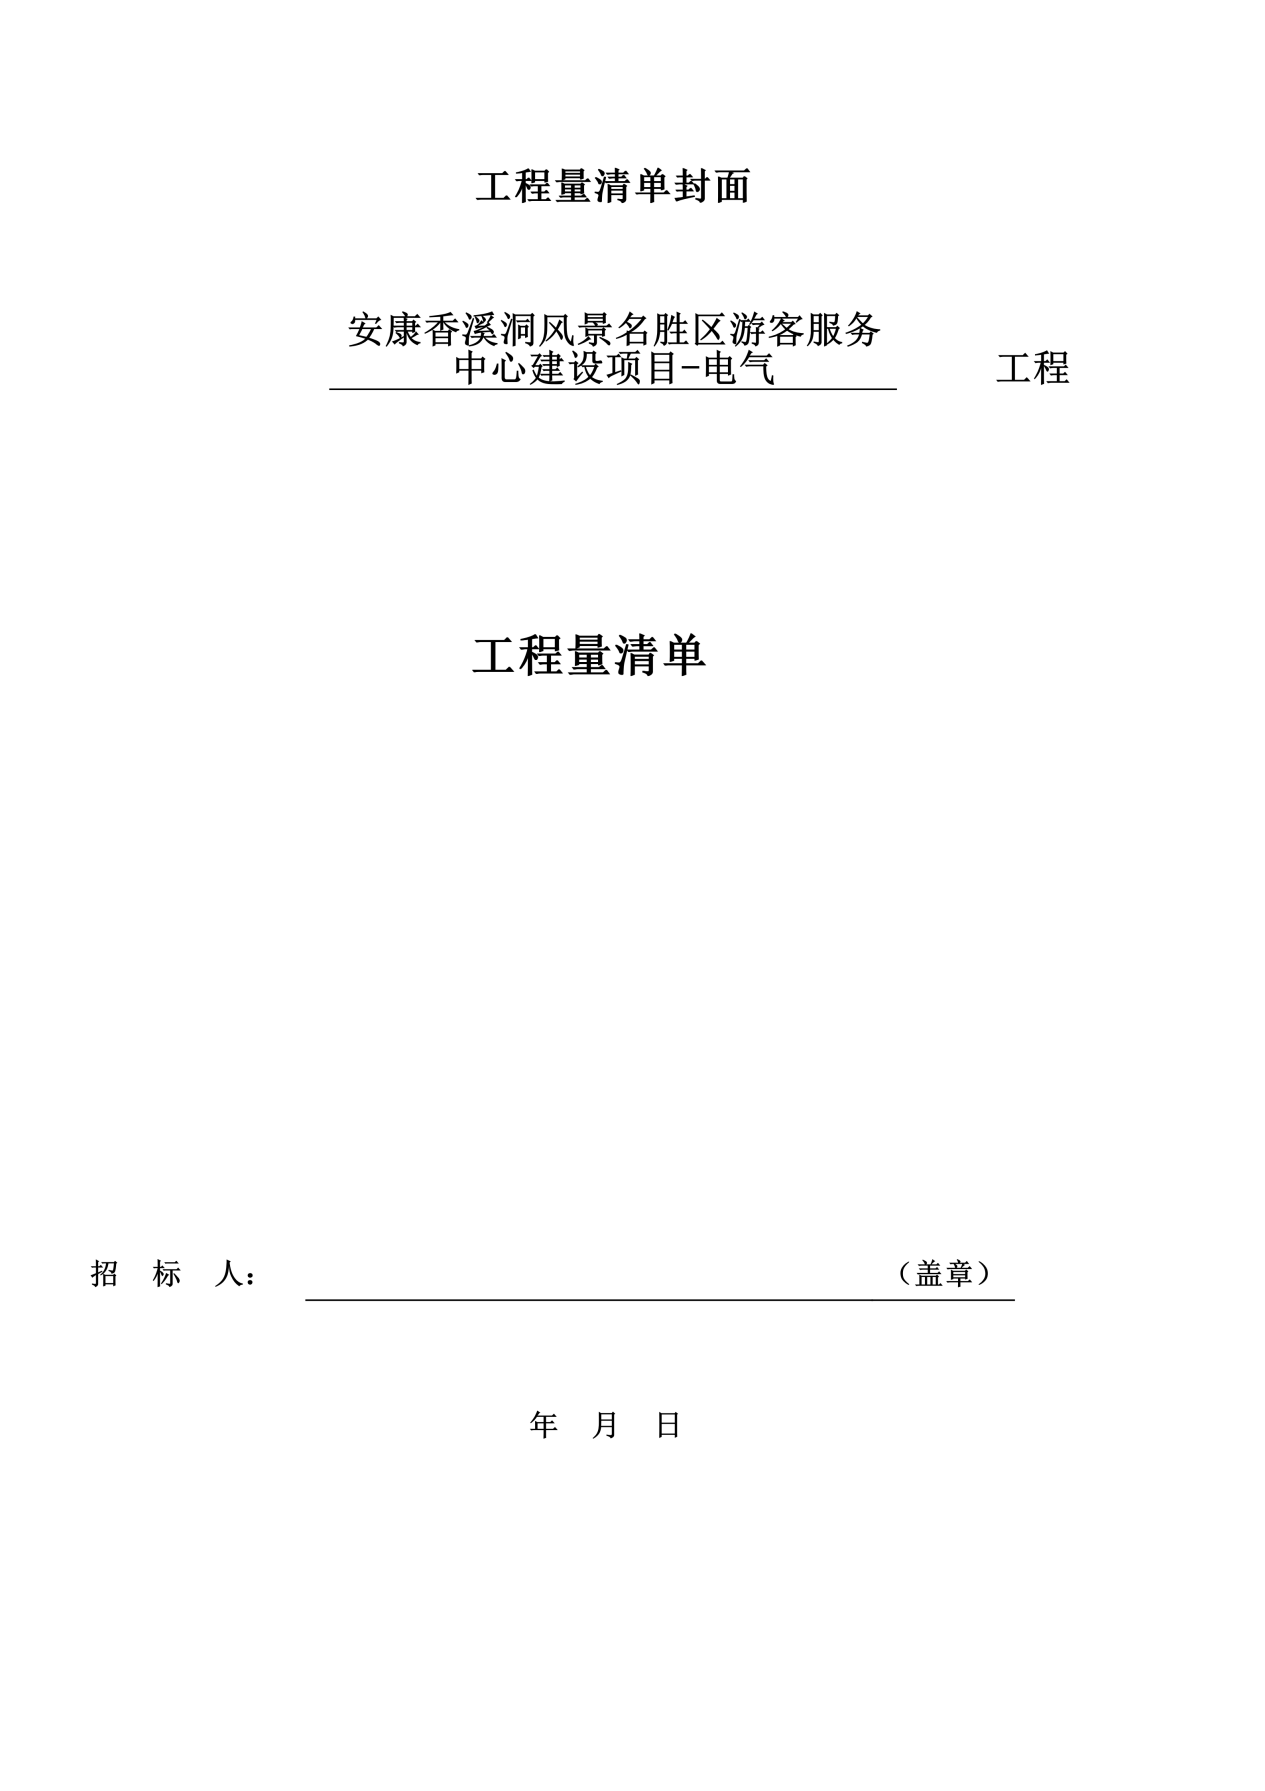 工程量清单封面
安康香溪洞风景名胜区游客服务
中心建设项目-电气 工程
工程量清单
招 标 人: (盖章)
年 月 日